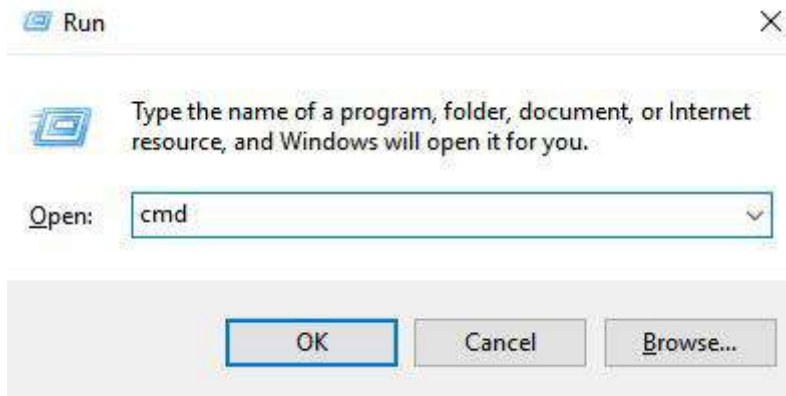 Run
Type the name of a program, folder, document, or Internet
resource, and Windows will open it for you.
Open: cmd
OK Cancel Browse...